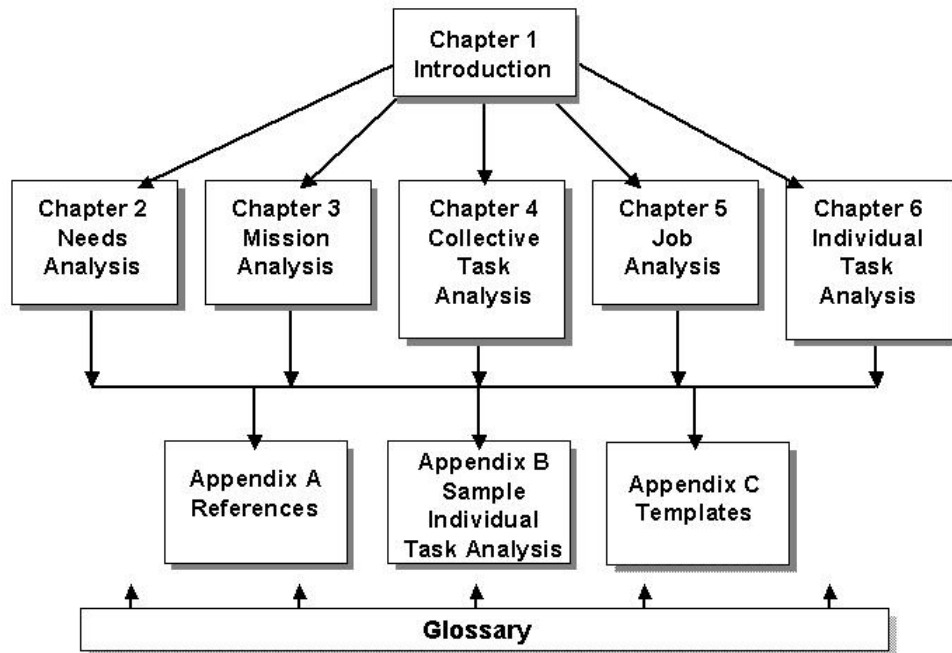 Chapter 1
Introduction
Chapter 2
Needs
Analysis
Chapter 3
Mission
Analysis
Chapter 4
Collective
Task
Analysis
Chapter 5
Job
Analysis
Chapter 6
Individual
Task
Analysis
Appendix A
References
Appendix B
Sample
Individual
Task Analysis
Appendix C
Templates
Glossary